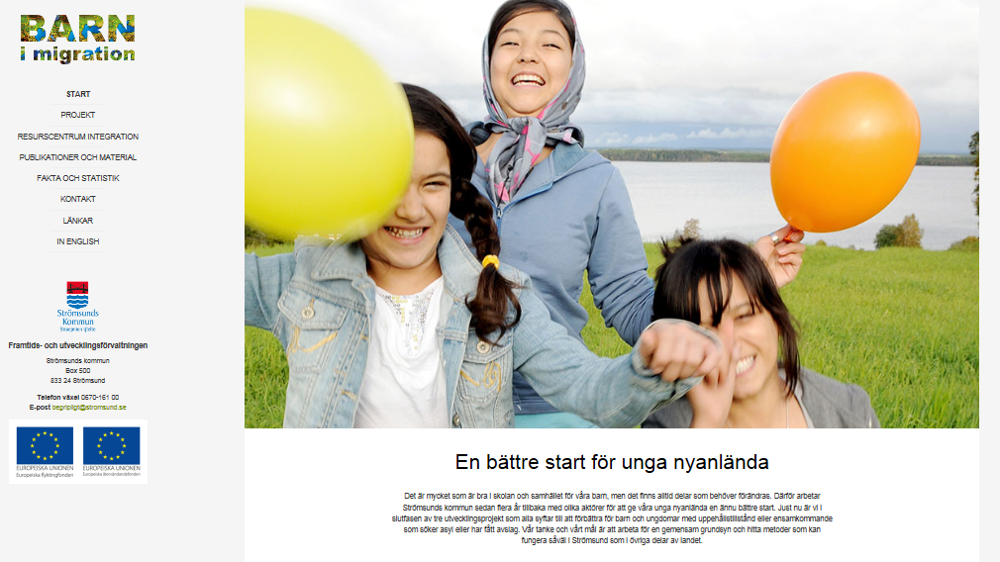 BARN
i migration
START
PROJEKT
RESURSCENTRUM INTEGRATION
PUBLIKATIONER OCH MATERIAL
FAKTA OCH STATISTIK
KONTAKT
LÄNKAR
IN ENGLISH
Strömsunds
Kommun
Framtids- och utvecklingsförvaltningen
Strömsunds kommun
Box 500
833 24 Strömsund
Telefon växel 0670-161 00
E-post begripligt@stromsund.se
EUROPEISKA UNIONEN
Europeiska flyktingfonden
EUROPEISKA UNIONEN
Europeiska återvändandefonden
En bättre start för unga nyanlända
Det är mycket som är bra i skolan och samhället för våra barn, men det finns alltid delar som behöver förändras. Därför arbetar
Strömsunds kommun sedan flera år tillbaka med olika aktörer för att ge våra unga nyanlända en ännu bättre start. Just nu är vi i
slutfasen av tre utvecklingsprojekt som alla syftar till att förbättra för barn och ungdomar med uppehållstillstånd eller ensamkommande
som söker asyl eller har fått avslag. Vår tanke och vårt mål är att arbeta för en gemensam grundsyn och hitta metoder som kan
fungera såväl i Strömsund som i övriga delar av landet.